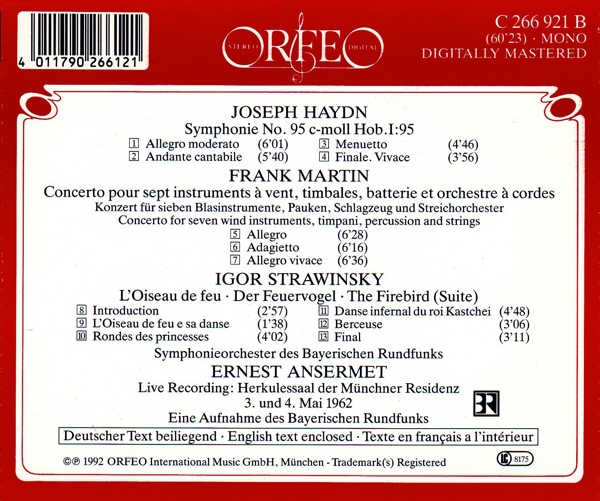 4 011790 266121
STEREO ORFEO DIGITAL
C 266 921 B
(60'23) · MONO
DIGITALLY MASTERED
JOSEPH HAYDN
Symphonie No. 95 c-moll Hob. I:95
1 Allegro moderato (6'01) 3 Menuetto (4'46)
2 Andante cantabile (5'40) 4 Finale. Vivace (3'56)
FRANK MARTIN
Concerto pour sept instruments à vent, timbales, batterie et orchestre à cordes
Konzert für sieben Blasinstrumente, Pauken, Schlagzeug und Streichorchester
Concerto for seven wind instruments, timpani, percussion and strings
5 Allegro (6'28)
6 Adagietto (6'16)
7 Allegro vivace (6'36)
IGOR STRAWINSKY
L'Oiseau de feu · Der Feuervogel · The Firebird (Suite)
8 Introduction (2'57) 11 Danse infernal du roi Kastchei (4'48)
9 L'Oiseau de feu e sa danse (1'38) 12 Berceuse (3'06)
10 Rondes des princesses (4'02) 13 Final (3'11)
Symphonieorchester des Bayerischen Rundfunks
ERNEST ANSERMET
Live Recording: Herkulessaal der Münchner Residenz
3. und 4. Mai 1962
Eine Aufnahme des Bayerischen Rundfunks
BR
Deutscher Text beiliegend · English text enclosed · Texte en français a l'intérieur
©℗ 1992 ORFEO International Music GmbH, München - Trademark(s) Registered
LC 8175